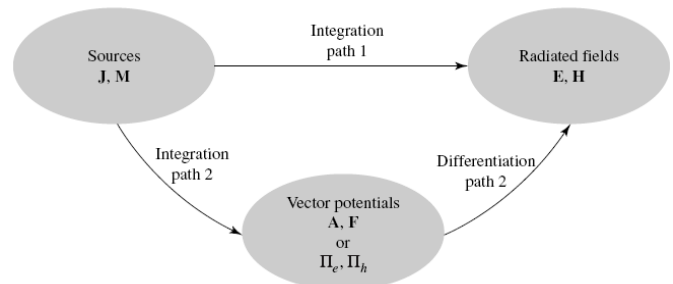 Sources
J, M
Integration
path 1
Radiated fields
E, H
Integration
path 2
Differentiation
path 2
Vector potentials
A, F
or
Πₑ, Πₕ